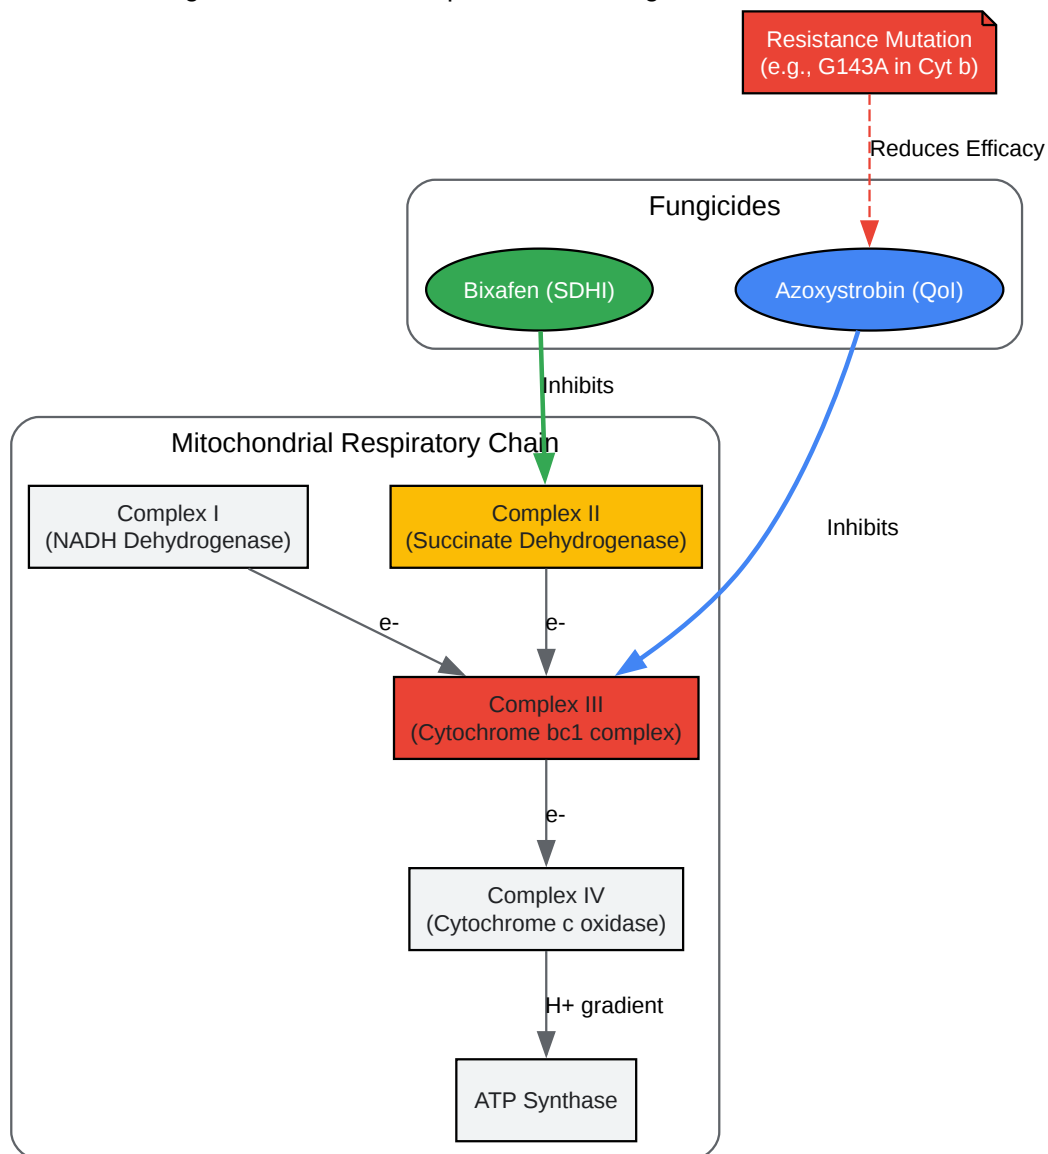 Resistance Mutation
(e.g., G143A in Cyt b)
Reduces Efficacy
Fungicides
Bixafen (SDHI)
Azoxystrobin (QoI)
Inhibits
Mitochondrial Respiratory Chain
Complex I
(NADH Dehydrogenase)
Complex II
(Succinate Dehydrogenase)
Inhibits
e-
e-
Complex III
(Cytochrome bc1 complex)
e-
Complex IV
(Cytochrome c oxidase)
H+ gradient
ATP Synthase